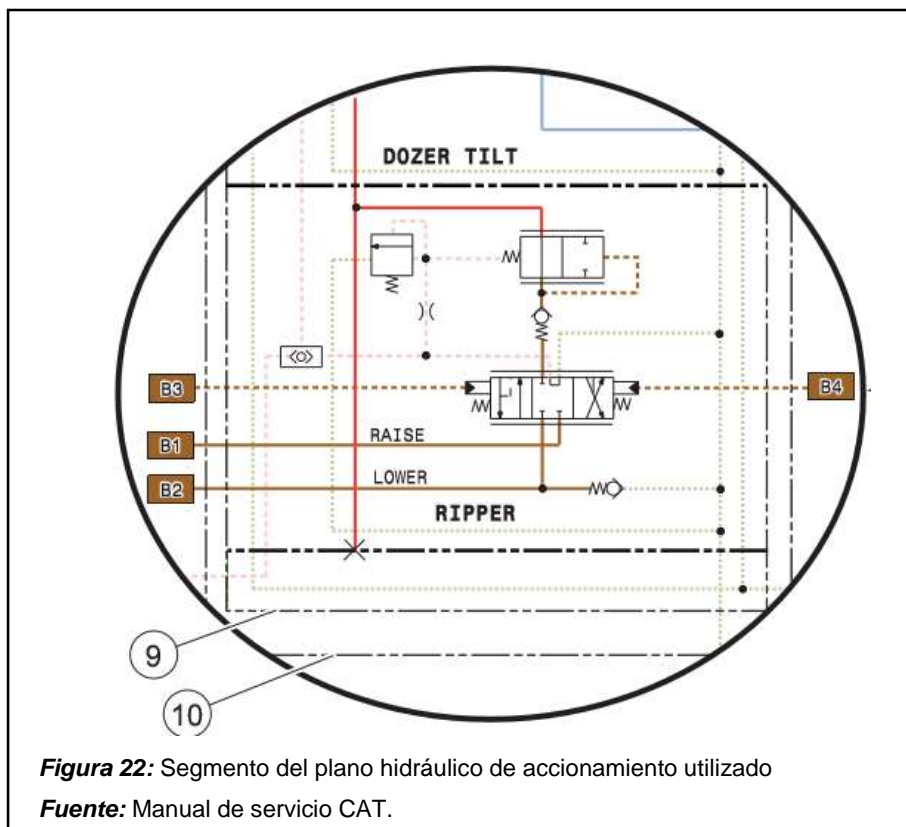 DOZER TILT
B3
B4
B1
RAISE
B2
LOWER
RIPPER
9
10
Figura 22: Segmento del plano hidráulico de accionamiento utilizado
Fuente: Manual de servicio CAT.